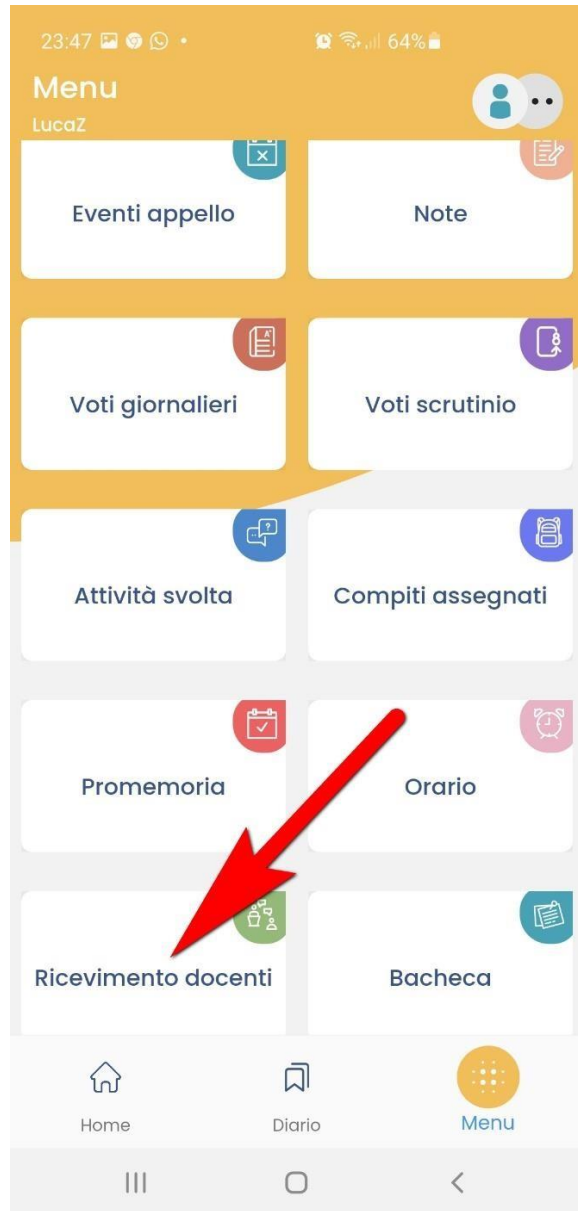 23:47 64%
Menu
LucaZ
Eventi appello Note
Voti giornalieri Voti scrutinio
Attività svolta Compiti assegnati
Promemoria Orario
Ricevimento docenti Bacheca
Home Diario Menu